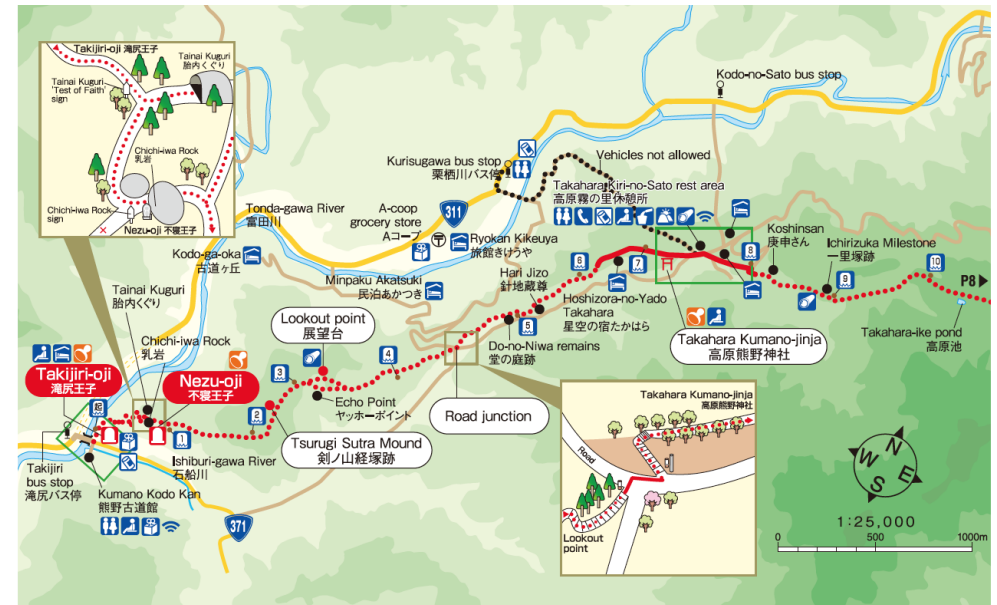 Takijiri-oji 滝尻王子
Tainai Kuguri
胎内くぐり
Tainai Kuguri
'Test of Faith'
sign
Chichi-iwa Rock
乳岩
Chichi-iwa Rock
sign
Nezu-oji 不寝王子
Kodo-no-Sato bus stop
Kurisugawa bus stop
栗栖川バス停
Vehicles not allowed
Takahara Kiri-no-Sato rest area
高原霧の里休憩所
311
A-coop
grocery store
Aコープ
Ryokan Kikeuya
旅館きけうや
Tonda-gawa River
富田川
Kodo-ga-oka
古道ヶ丘
Minpaku Akatsuki
民泊あかつき
Hari Jizo
針地蔵尊
Koshinsan
庚申さん
Ichirizuka Milestone
一里塚跡
P8
Takahara-ike pond
高原池
Tainai Kuguri
胎内くぐり
Chichi-iwa Rock
乳岩
Lookout point
展望台
Hoshizora-no-Yado
Takahara
星空の宿たかはら
Do-no-Niwa remains
堂の庭跡
Takahara Kumano-jinja
高原熊野神社
Takijiri-oji
滝尻王子
Nezu-oji
不寝王子
Echo Point
ヤッホーポイント
Road junction
Tsurugi Sutra Mound
剣ノ山経塚跡
1
2
3
4
5
6
7
8
9
10
Takijiri
bus stop
滝尻バス停
Ishiburi-gawa River
石船川
Kumano Kodo Kan
熊野古道館
371
Takahara Kumano-jinja
高原熊野神社
Road
Lookout
point
N
E
S
W
1:25,000
0
500
1000m